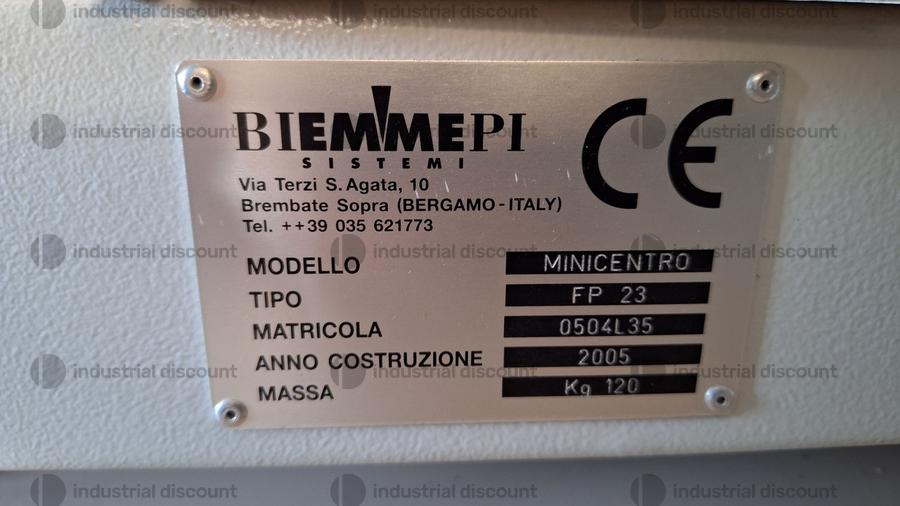 BIEMMEPI
SISTEMI
CE
Via Terzi S. Agata, 10
Brembate Sopra (BERGAMO - ITALY)
Tel. ++39 035 621773
MODELLO MINICENTRO
TIPO FP 23
MATRICOLA 0504L35
ANNO COSTRUZIONE 2005
MASSA Kg 120
industrial discount